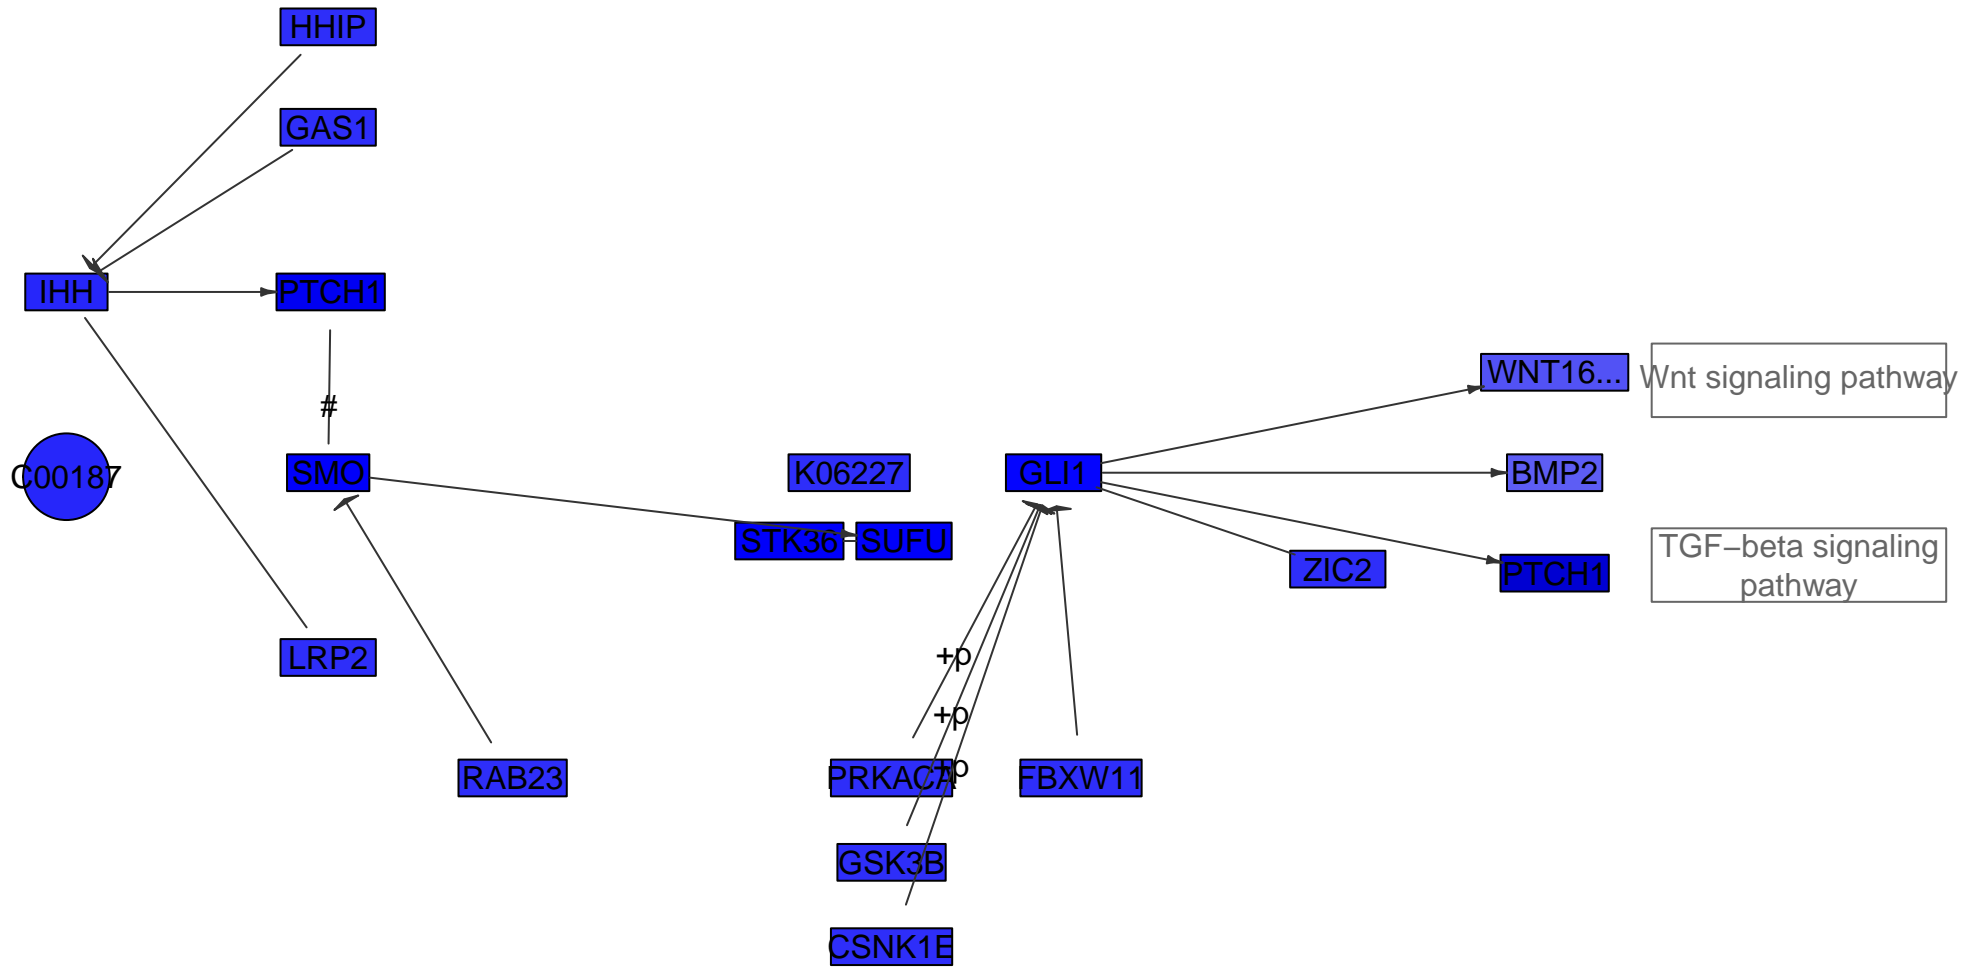 HHIP
GAS1
IHH
PTCH1
WNT16...
Wnt signaling pathway
#
C00187
SMO
K06227
GLI1
BMP2
STK36
SUFU
TGF−beta signaling
pathway
ZIC2
PTCH1
LRP2
+p
+p
+p
RAB23
PRKACA
FBXW11
GSK3B
CSNK1E